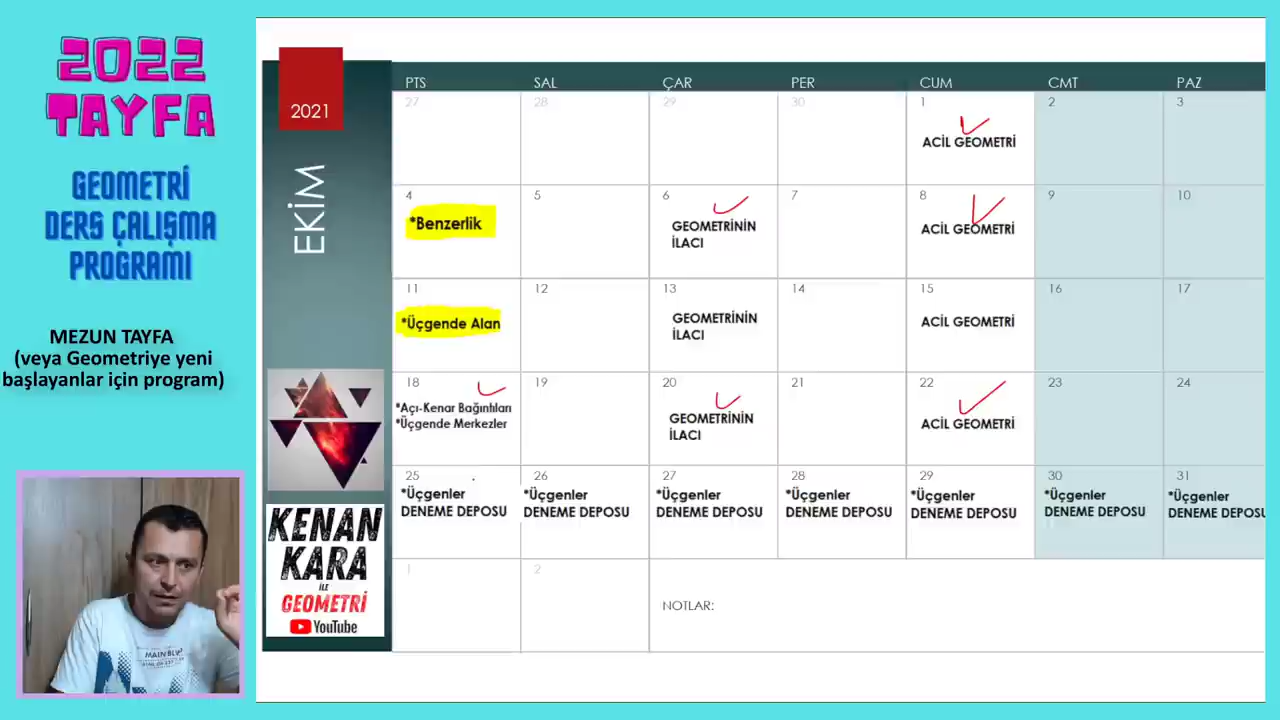 2022
TAYFA
GEOMETRİ
DERS ÇALIŞMA
PROGRAMI
MEZUN TAYFA
(veya Geometriye yeni
başlayanlar için program)
2021
EKİM
KENAN
KARA
İLE
GEOMETRİ
YouTube
PTS SAL ÇAR PER CUM CMT PAZ
27 28 29 30 1 2 3
ACİL GEOMETRİ
4 5 6 7 8 9 10
*Benzerlik
GEOMETRİNİN
İLACI
ACİL GEOMETRİ
11 12 13 14 15 16 17
*Üçgende Alan
GEOMETRİNİN
İLACI
ACİL GEOMETRİ
18 19 20 21 22 23 24
*Açı-Kenar Bağıntıları
*Üçgende Merkezler
GEOMETRİNİN
İLACI
ACİL GEOMETRİ
25 26 27 28 29 30 31
*Üçgenler *Üçgenler *Üçgenler *Üçgenler *Üçgenler *Üçgenler *Üçgenler
DENEME DEPOSU DENEME DEPOSU DENEME DEPOSU DENEME DEPOSU DENEME DEPOSU DENEME DEPOSU DENEME DEPOSU
1 2
NOTLAR: